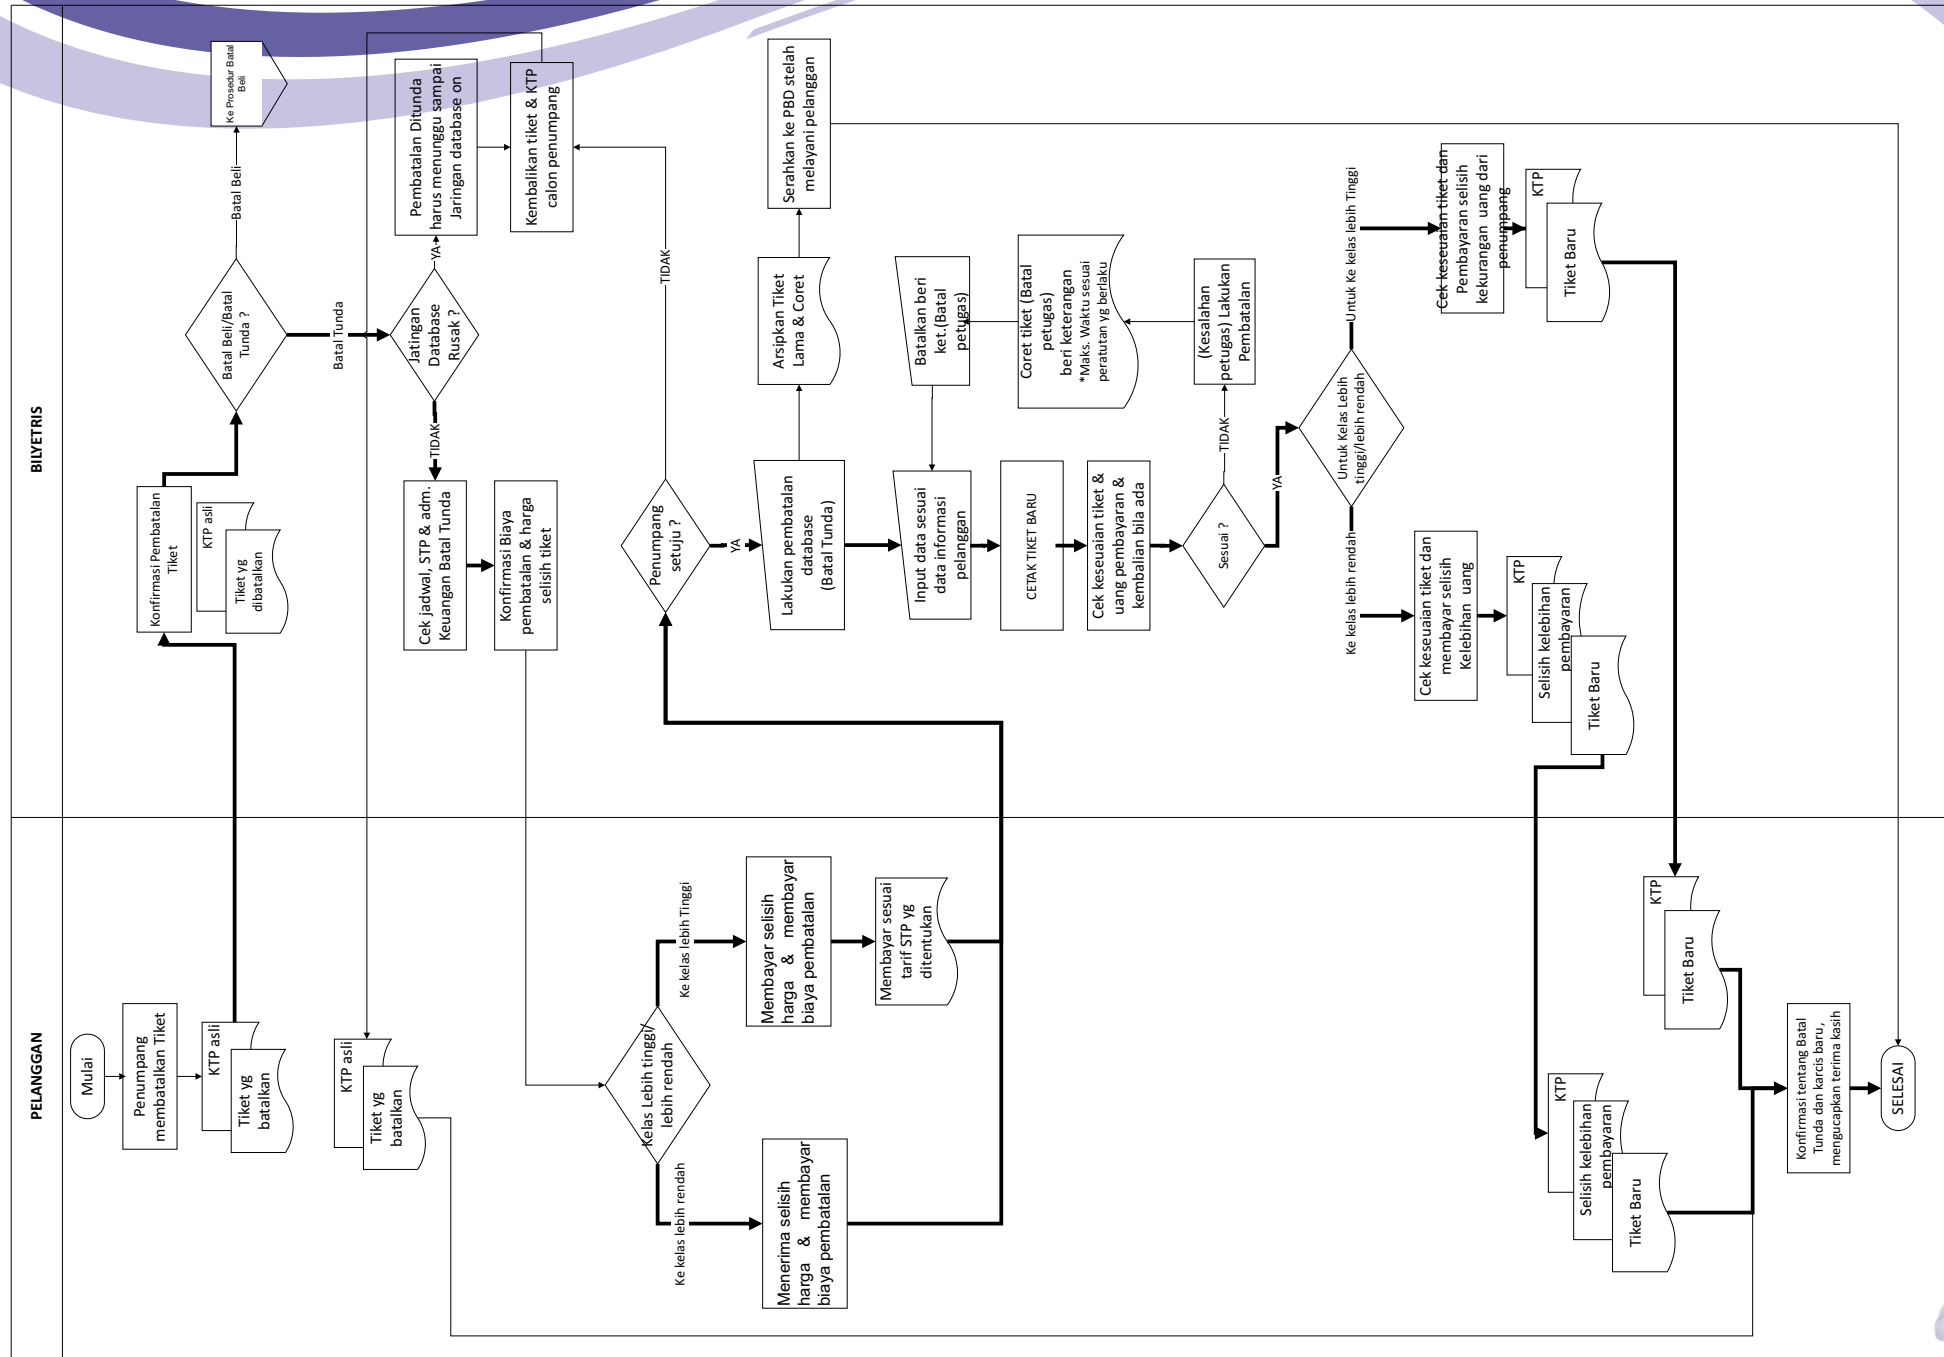 PELANGGAN
BILYETRIS
Mulai
Penumpang
membatalkan Tiket
KTP asli
Tiket yg
batalkan
Konfirmasi Pembatalan
Tiket
KTP asli
Tiket yg
dibatalkan
Batal Beli/Batal
Tunda ?
Batal Beli
Ke Prosedur Batal
Beli
Batal Tunda
Jatingan
Database
Rusak ?
YA
Pembatalan Ditunda
harus menunggu sampai
Jaringan database on
Kembalikan tiket & KTP
calon penumpang
KTP asli
Tiket yg
batalkan
TIDAK
Cek jadwal, STP & adm.
Keuangan Batal Tunda
Konfirmasi Biaya
pembaktalan & harga
selisih tiket
Kelas Lebih tinggi/
lebih rendah
Ke kelas lebih Tinggi
Membayar selisih
harga & membayar
biaya pembatalan
Membayar sesuai
tarif STP yg
ditentukan
Ke kelas lebih rendah
Menerima selisih
harga & membayar
biaya pembatalan
Penumpang
setuju ?
TIDAK
YA
Lakukan pembatalan
database
(Batal Tunda)
Arsipkan Tiket
Lama & Coret
Serahkan ke PBD stelah
melayani pelanggan
Input data sesuai
data informasi
pelanggan
CETAK TIKET BARU
Cek keseuaian tiket &
uang pembayaran &
kembalian bila ada
Sesuai ?
TIDAK
(Kesalahan
petugas) Lakukan
Pembatalan
Coret tiket (Batal
petugas)
beri keterangan
*Maks. Waktu sesuai
peratutan yg berlaku
Batalkan beri
ket.(Batal
petugas)
YA
Untuk Kelas Lebih
tinggi/lebih rendah
Untuk Ke kelas lebih Tinggi
Cek keseuaian tiket dan
Pembayaran selisih
kekurangan uang dari
penumpang
KTP
Tiket Baru
Ke kelas lebih rendah
Cek keseuaian tiket dan
membayar selisih
Kelebihan uang
KTP
Selisih kelebihan
pembayaran
Tiket Baru
KTP
Tiket Baru
KTP
Selisih kelebihan
pembayaran
Tiket Baru
Konfirmasi tentang Batal
Tunda dan karcis baru,
mengucapkan terima kasih
SELESAI